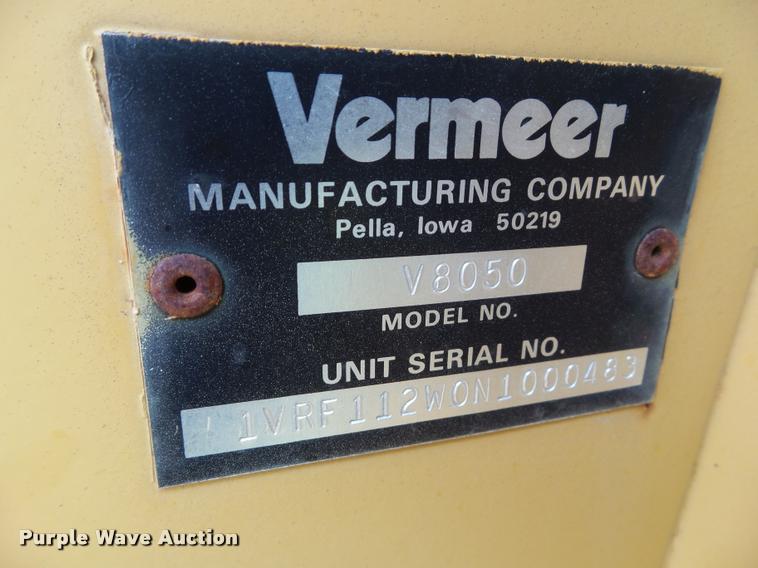 Vermeer
MANUFACTURING COMPANY
Pella, Iowa 50219
V8050
MODEL NO.
UNIT SERIAL NO.
1VRF112W0N1000483
Purple Wave Auction